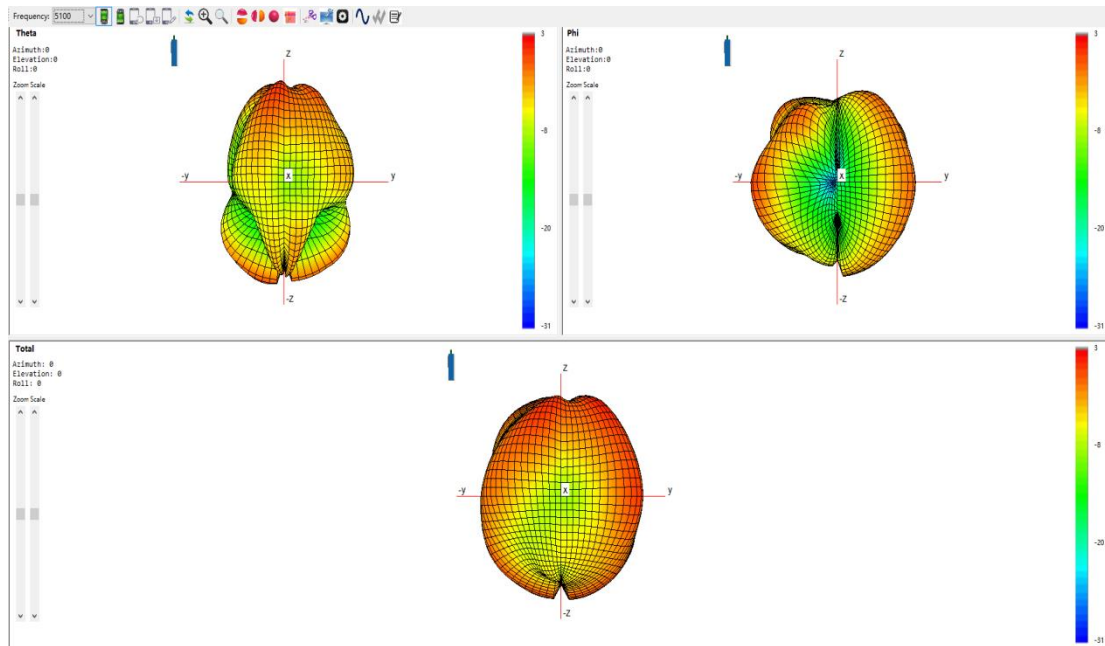 Frequency: 5100
Theta
Azimuth:0
Elevation:0
Roll:0
Zoom Scale
Z
-y
X
y
-Z
3
-8
-20
-31
Phi
Azimuth:0
Elevation:0
Roll:0
Zoom Scale
Z
-y
X
y
-Z
3
-8
-20
-31
Total
Azimuth: 0
Elevation: 0
Roll: 0
Zoom Scale
Z
-y
X
y
-Z
3
-8
-20
-31